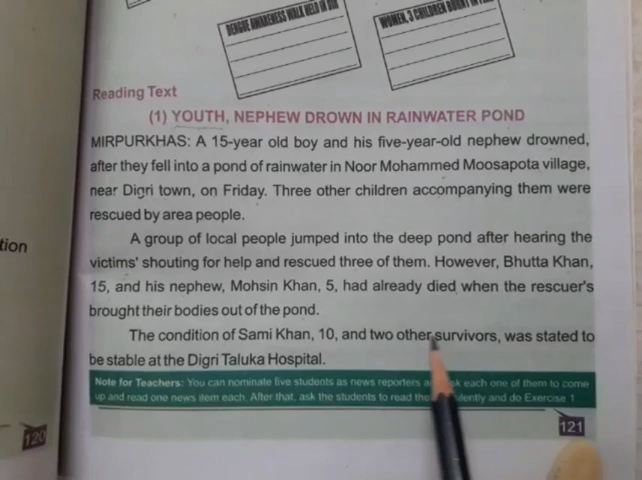 DENGUE AWARENESS WALK HELD IN
WOMEN, 3 CHILDREN BURNT IN
Reading Text
(1) YOUTH, NEPHEW DROWN IN RAINWATER POND
MIRPURKHAS: A 15-year old boy and his five-year-old nephew drowned,
after they fell into a pond of rainwater in Noor Mohammed Moosapota village,
near Digri town, on Friday. Three other children accompanying them were
rescued by area people.
A group of local people jumped into the deep pond after hearing the
victims' shouting for help and rescued three of them. However, Bhutta Khan,
15, and his nephew, Mohsin Khan, 5, had already died when the rescuer's
brought their bodies out of the pond.
The condition of Sami Khan, 10, and two other survivors, was stated to
be stable at the Digri Taluka Hospital.
Note for Teachers: You can nominate five students as news reporters each one of them to come
up and read one news item each. After that, ask the students to read and do Exercise 1
tion
120
121